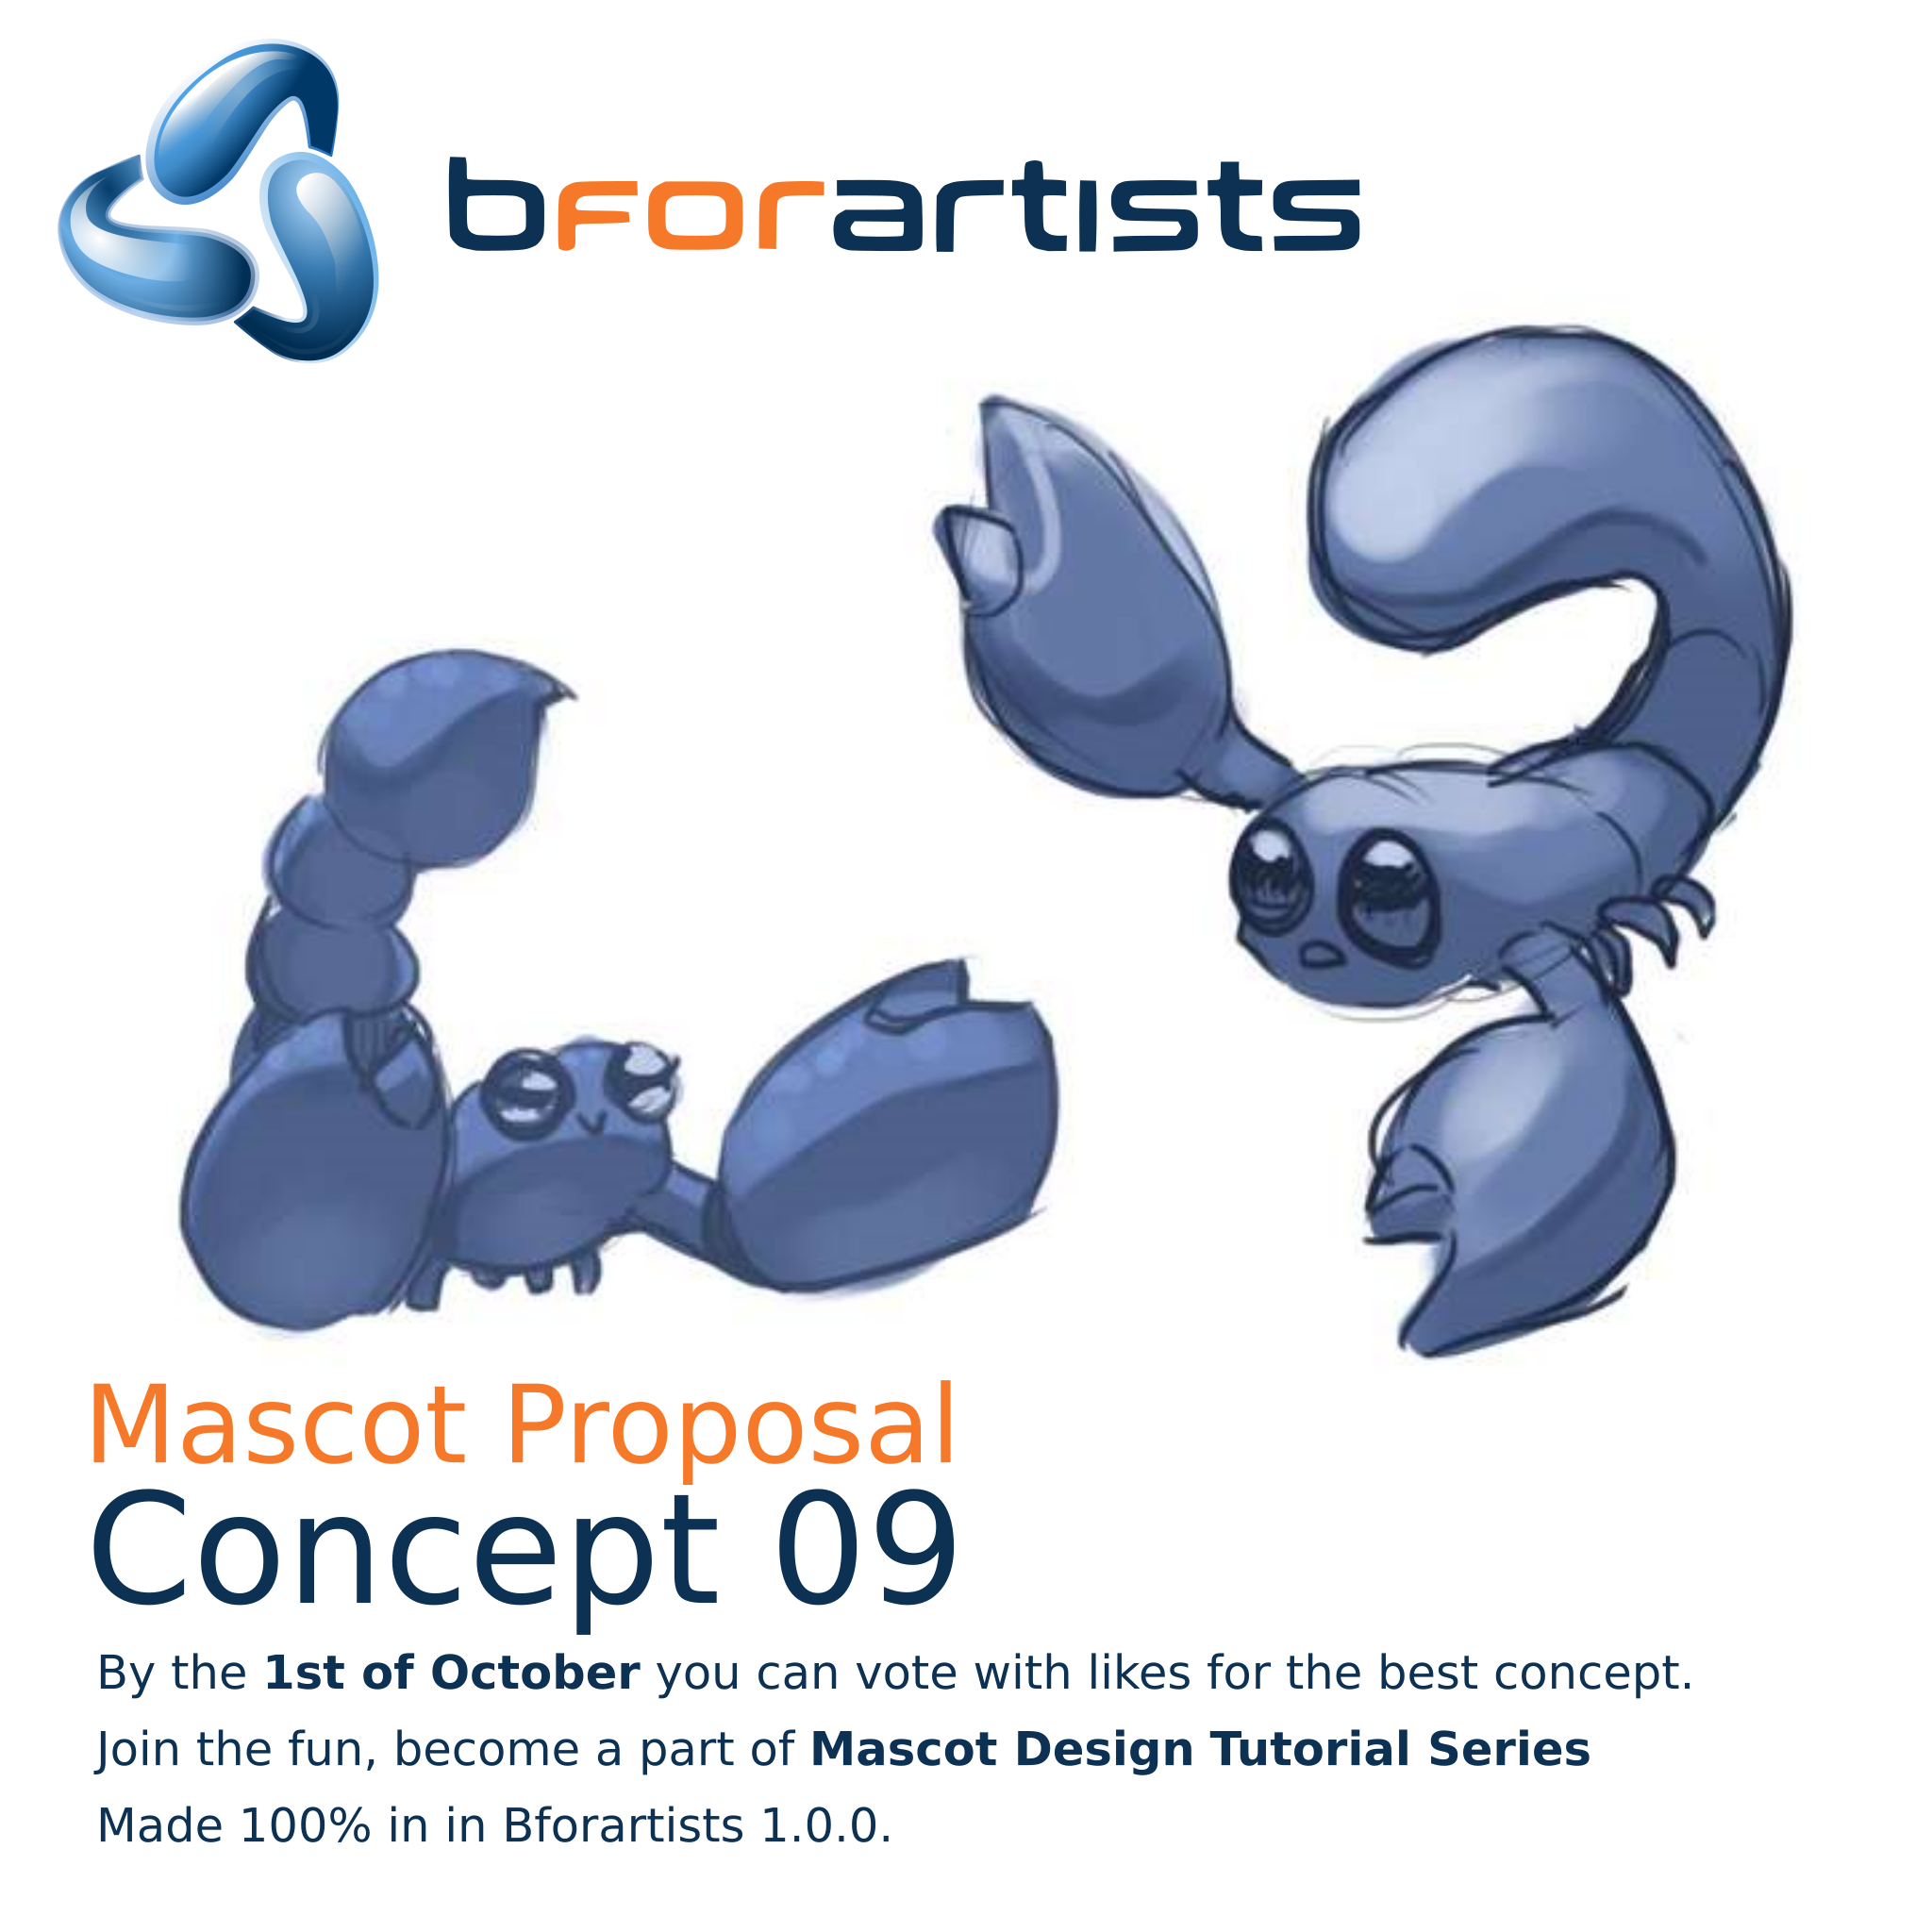 bforartists
Mascot Proposal
Concept 09
By the 1st of October you can vote with likes for the best concept.
Join the fun, become a part of Mascot Design Tutorial Series
Made 100% in in Bforartists 1.0.0.